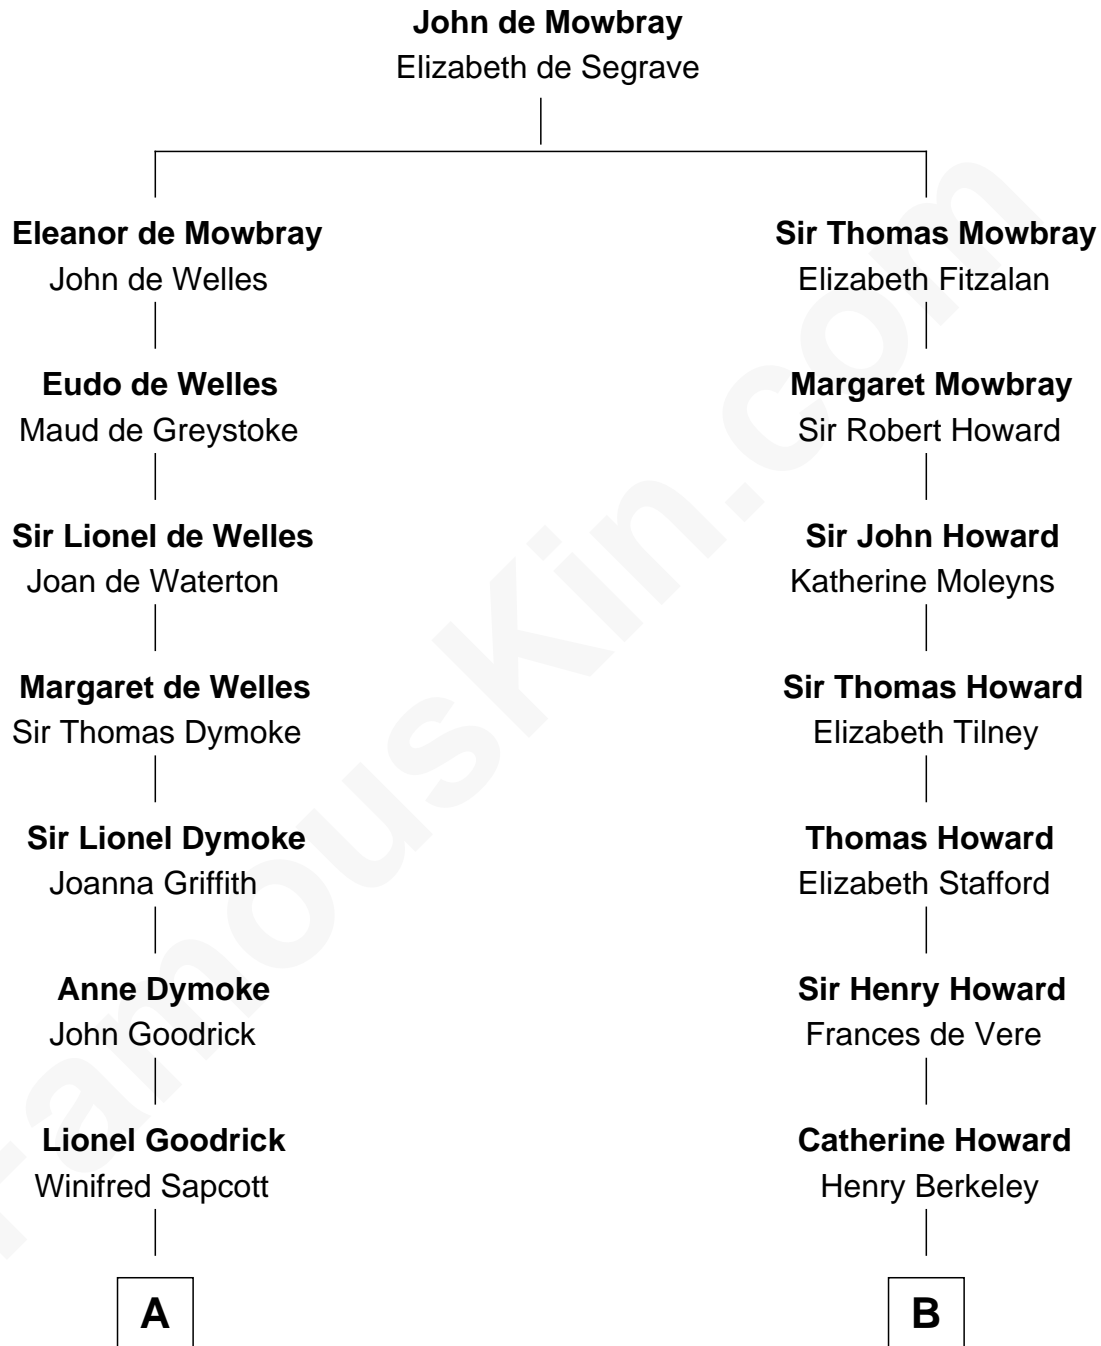 John de Mowbray
Elizabeth de Segrave
Eleanor de Mowbray
John de Welles
Sir Thomas Mowbray
Elizabeth Fitzalan
Eudo de Welles
Maud de Greystoke
Margaret Mowbray
Sir Robert Howard
Sir Lionel de Welles
Joan de Waterton
Sir John Howard
Katherine Moleyns
Margaret de Welles
Sir Thomas Dymoke
Sir Thomas Howard
Elizabeth Tilney
Sir Lionel Dymoke
Joanna Griffith
Thomas Howard
Elizabeth Stafford
Anne Dymoke
John Goodrick
Sir Henry Howard
Frances de Vere
Lionel Goodrick
Winifred Sapcott
Catherine Howard
Henry Berkeley
A
B
FamousKin.com